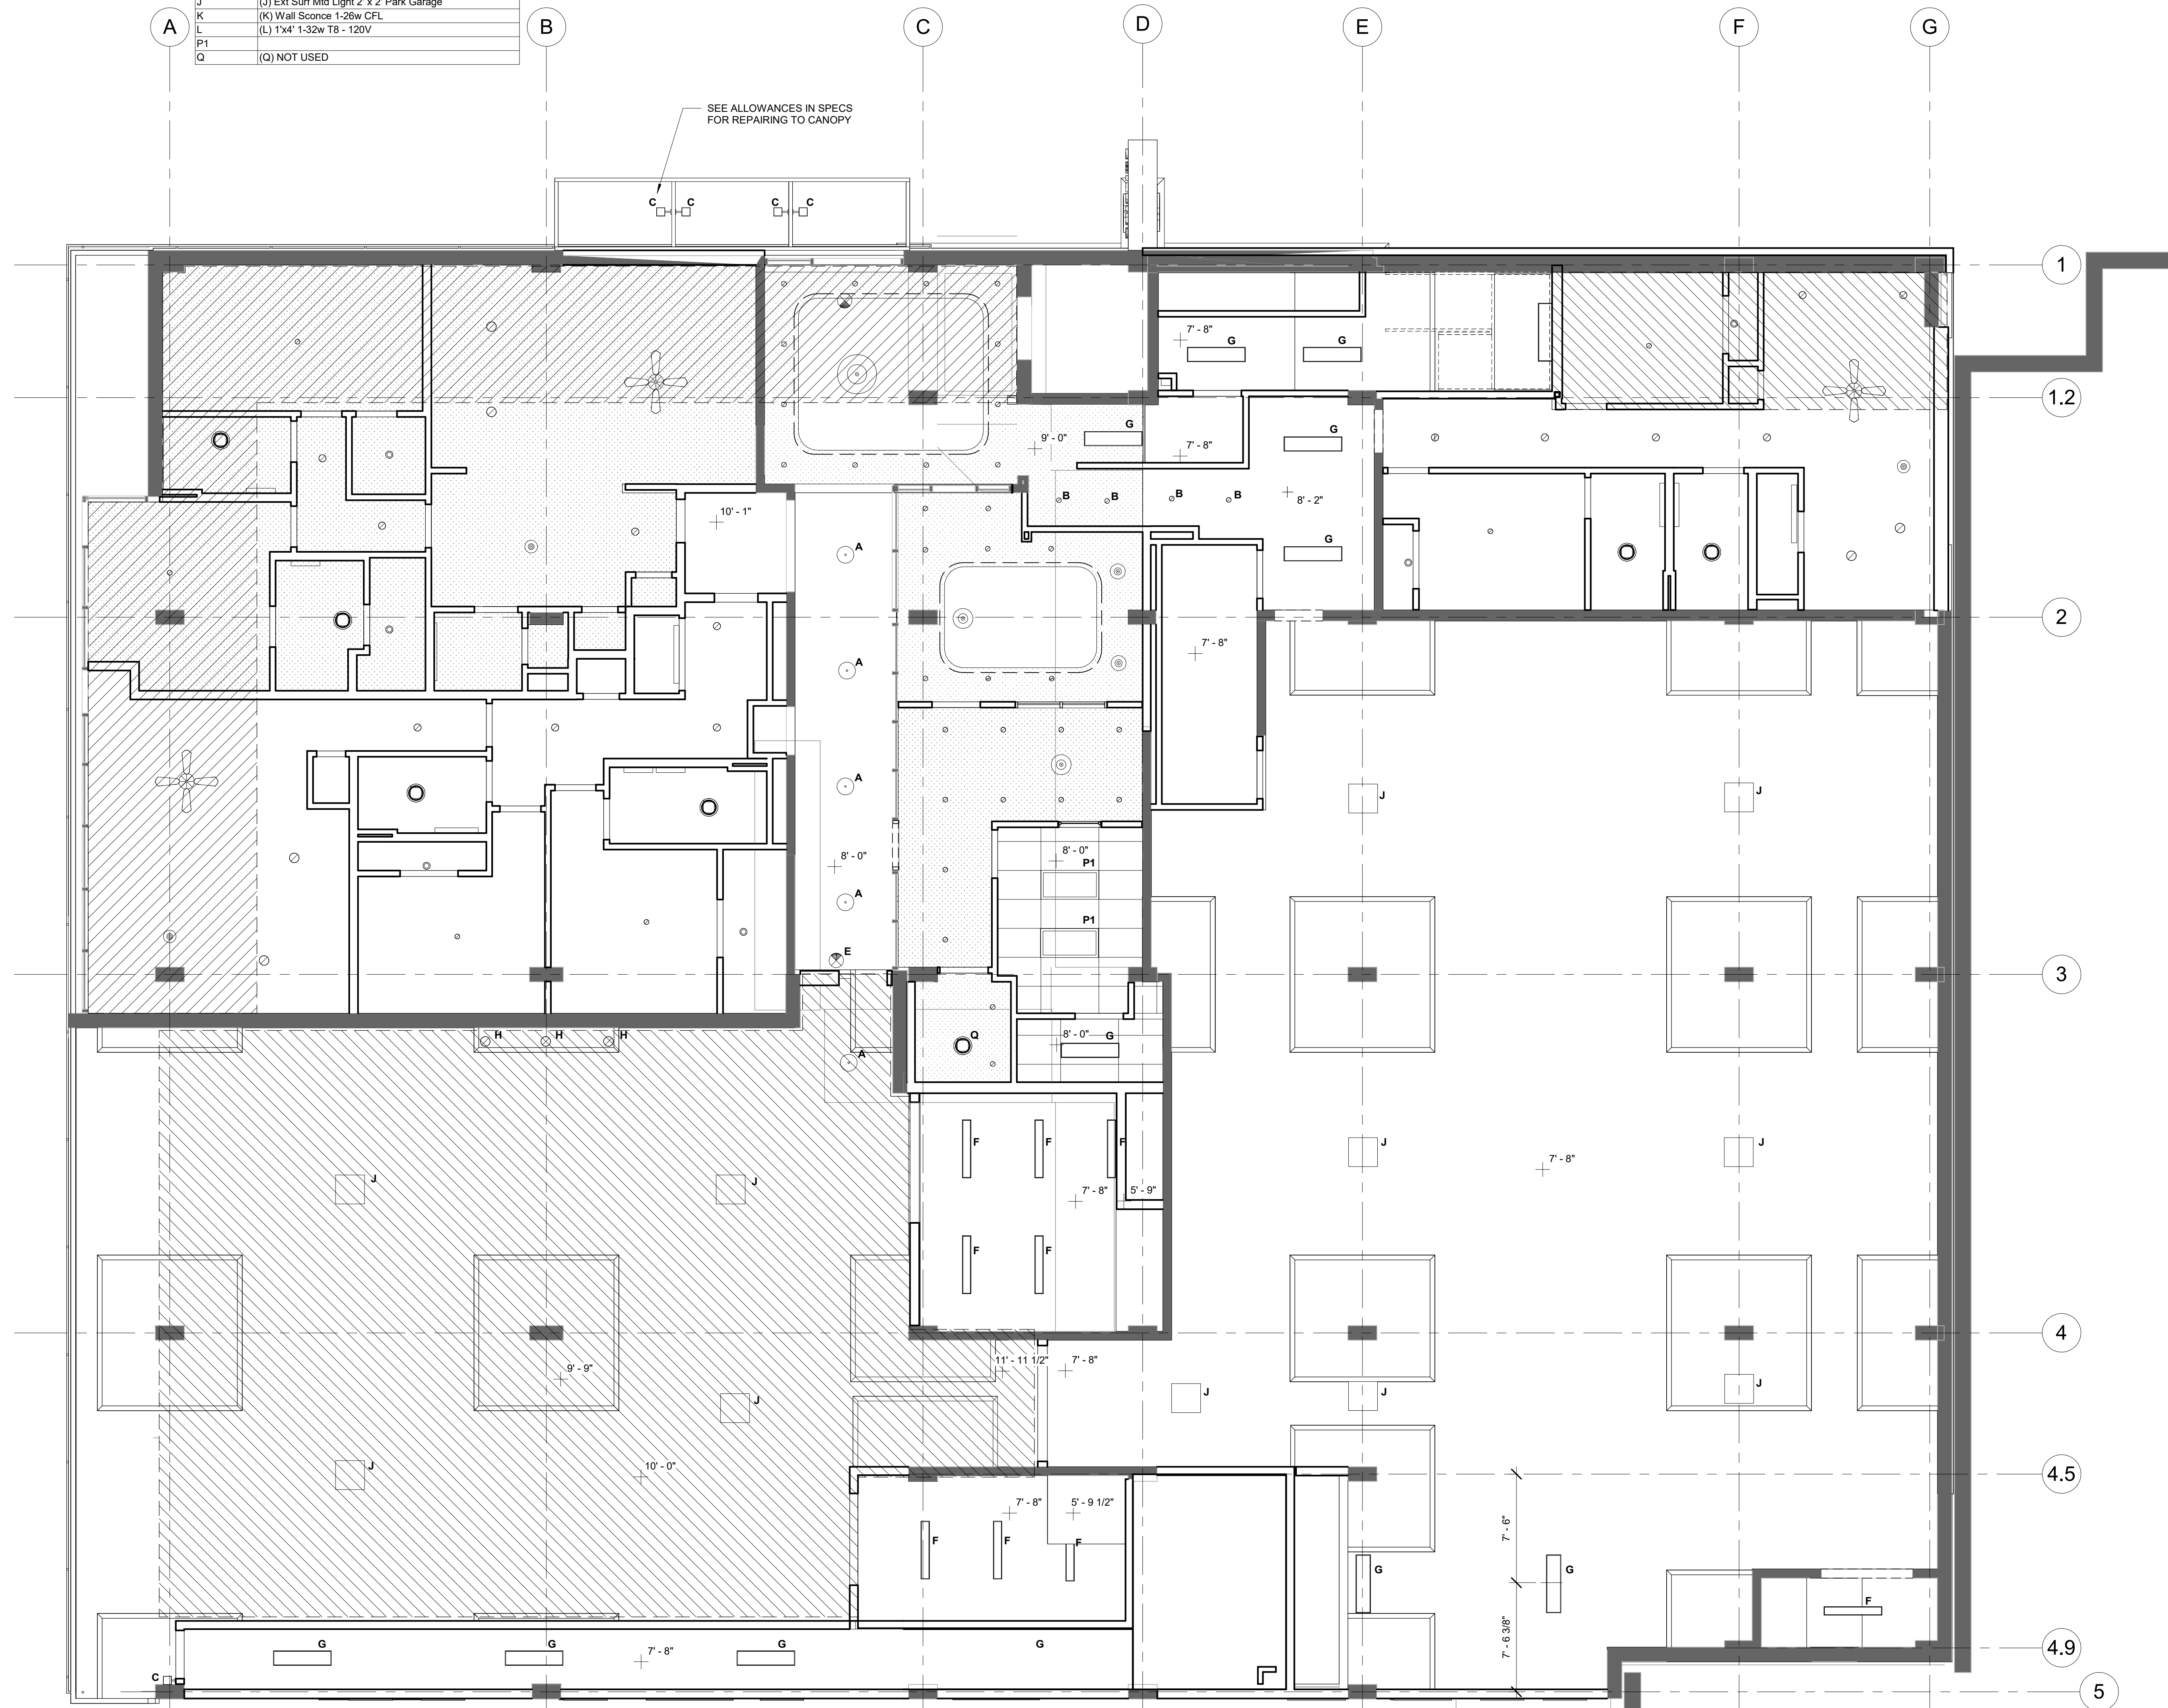 J (J) Ext Surf Mtd Light 2' x 2' Park Garage
K (K) Wall Sconce 1-26w CFL
L (L) 1'x4' 1-32w T8 - 120V
P1
Q (Q) NOT USED
A B C D E F G
SEE ALLOWANCES IN SPECS
FOR REPAIRING TO CANOPY
C C C C
1
7' - 8"
G G
1.2
G G
9' - 0" 7' - 8"
B B B B
8' - 2"
10' - 1"
G
A
2
7' - 8"
A
A
J J
8' - 0" 8' - 0"
P1
A
P1
E
3
H H H
8' - 0"
Q G
A
F F F
J J
7' - 8"
J J
7' - 8" 5' - 9"
F F
4
9' - 9"
11' - 11 1/2" 7' - 8"
J J J
J
J
10' - 0"
4.5
7' - 8" 5' - 9 1/2"
7' - 6"
F F F
G G
F
7' - 6 3/8"
G G G G
7' - 8"
4.9
C
5